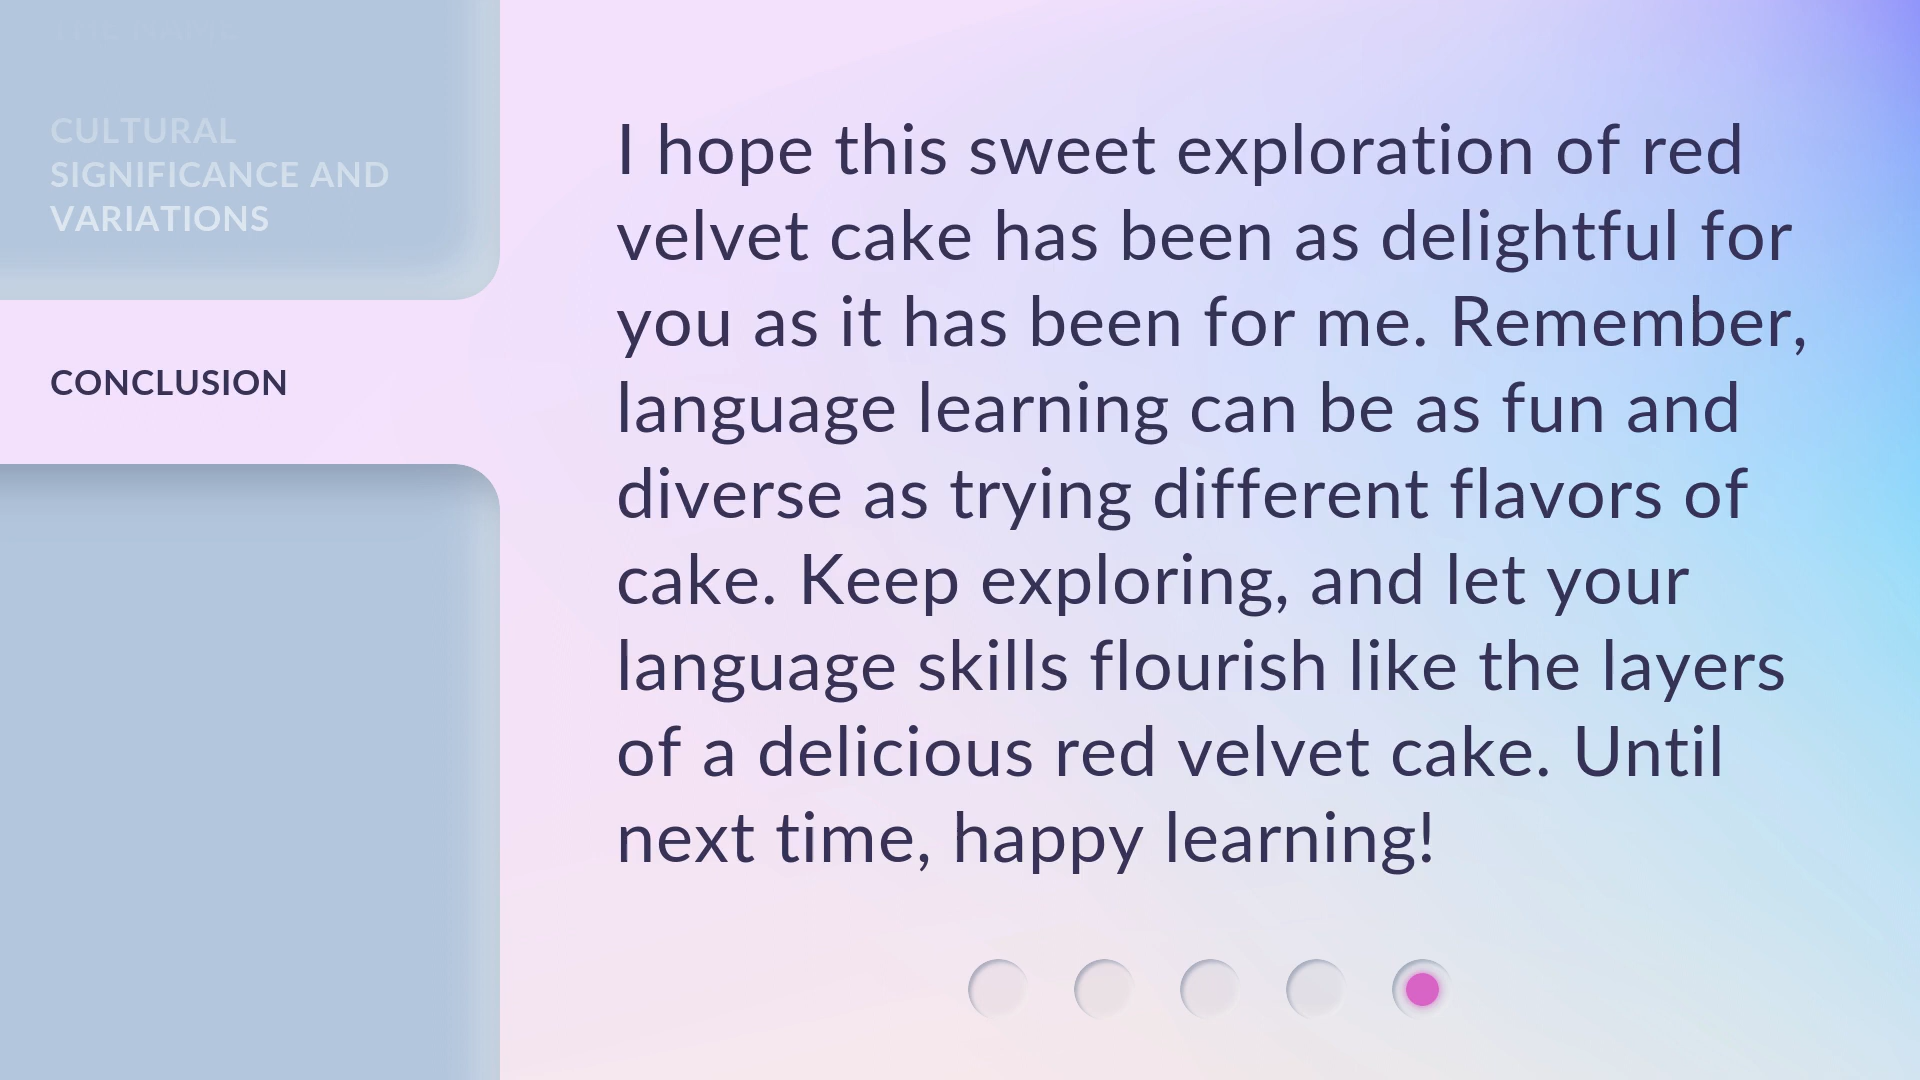 CULTURAL
SIGNIFICANCE AND
VARIATIONS
CONCLUSION
I hope this sweet exploration of red
velvet cake has been as delightful for
you as it has been for me. Remember,
language learning can be as fun and
diverse as trying different flavors of
cake. Keep exploring, and let your
language skills flourish like the layers
of a delicious red velvet cake. Until
next time, happy learning!